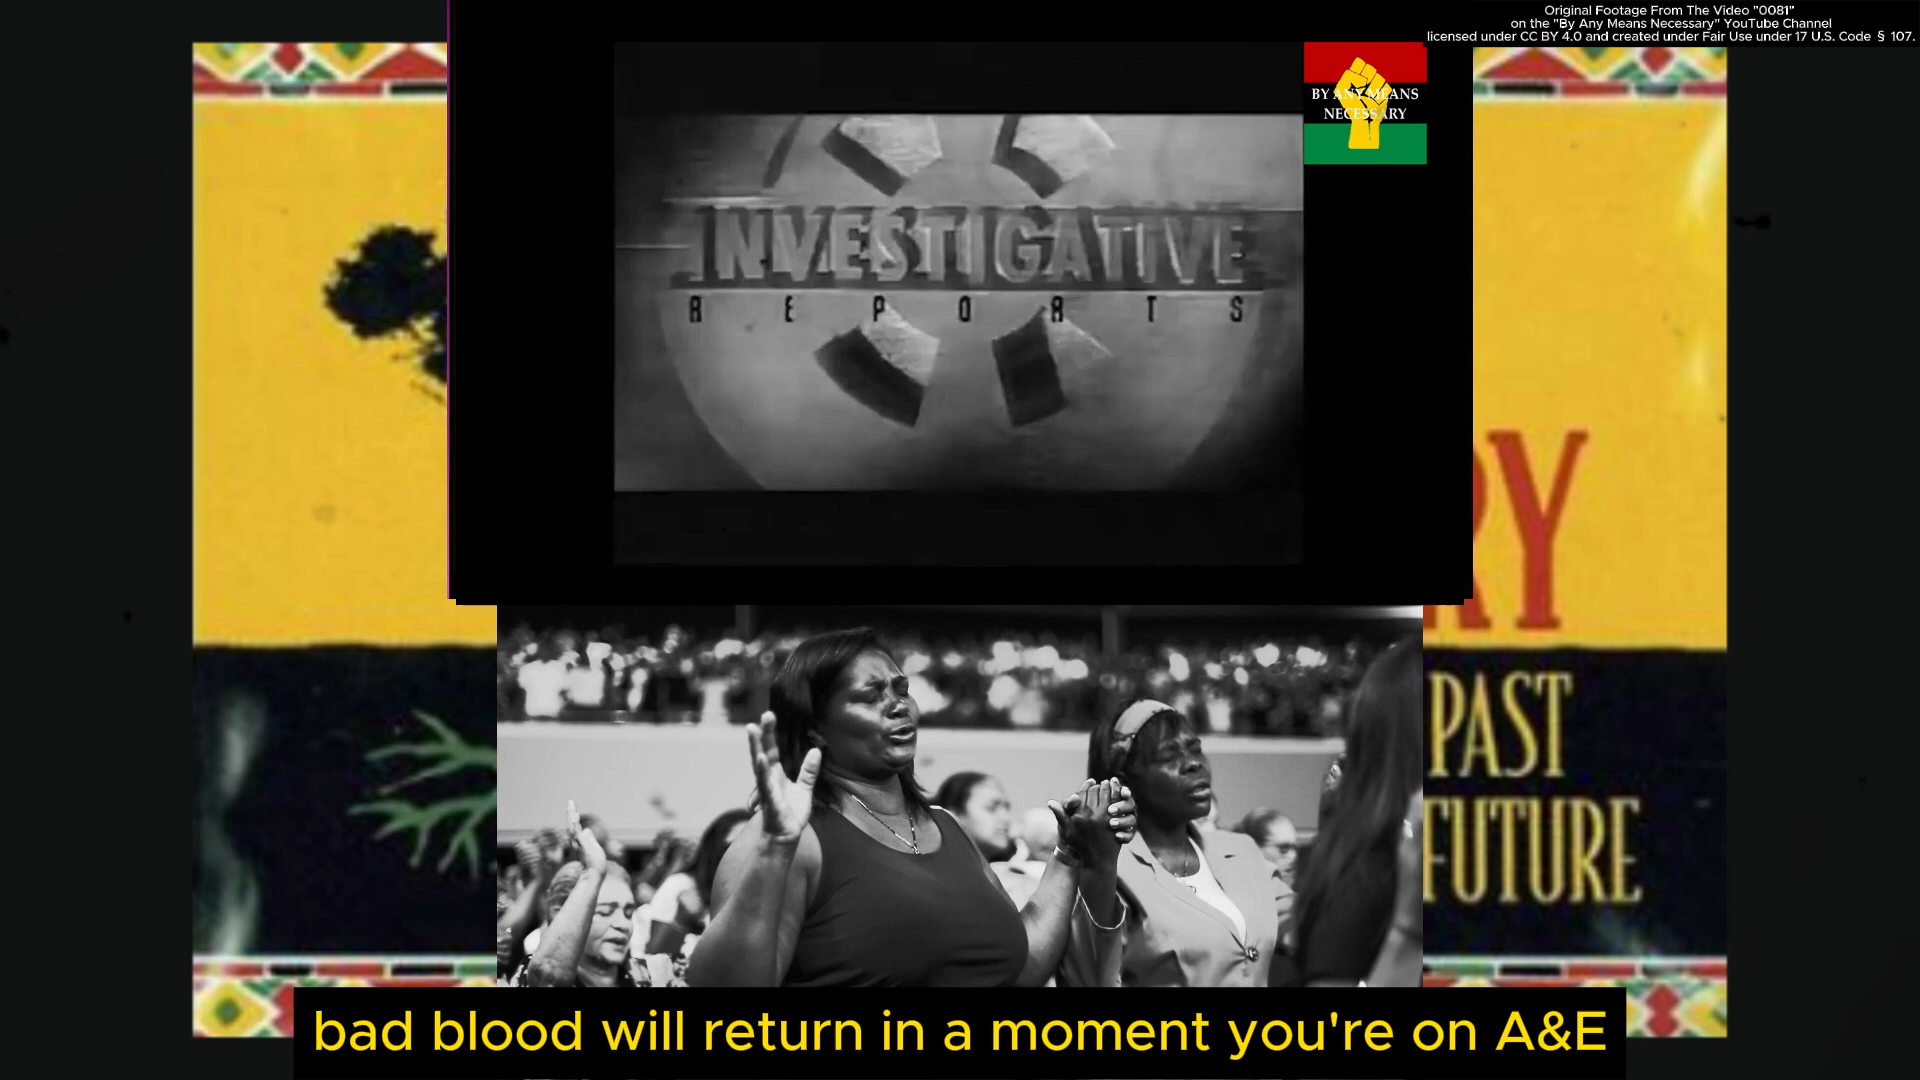 Original Footage From The Video "0081"
on the "By Any Means Necessary" YouTube Channel
licensed under CC BY 4.0 and created under Fair Use under 17 U.S. Code § 107.
BY ANY MEANS
NECESSARY
INVESTIGATIVE
REPORTS
RY
PAST
FUTURE
bad blood will return in a moment you're on A&E